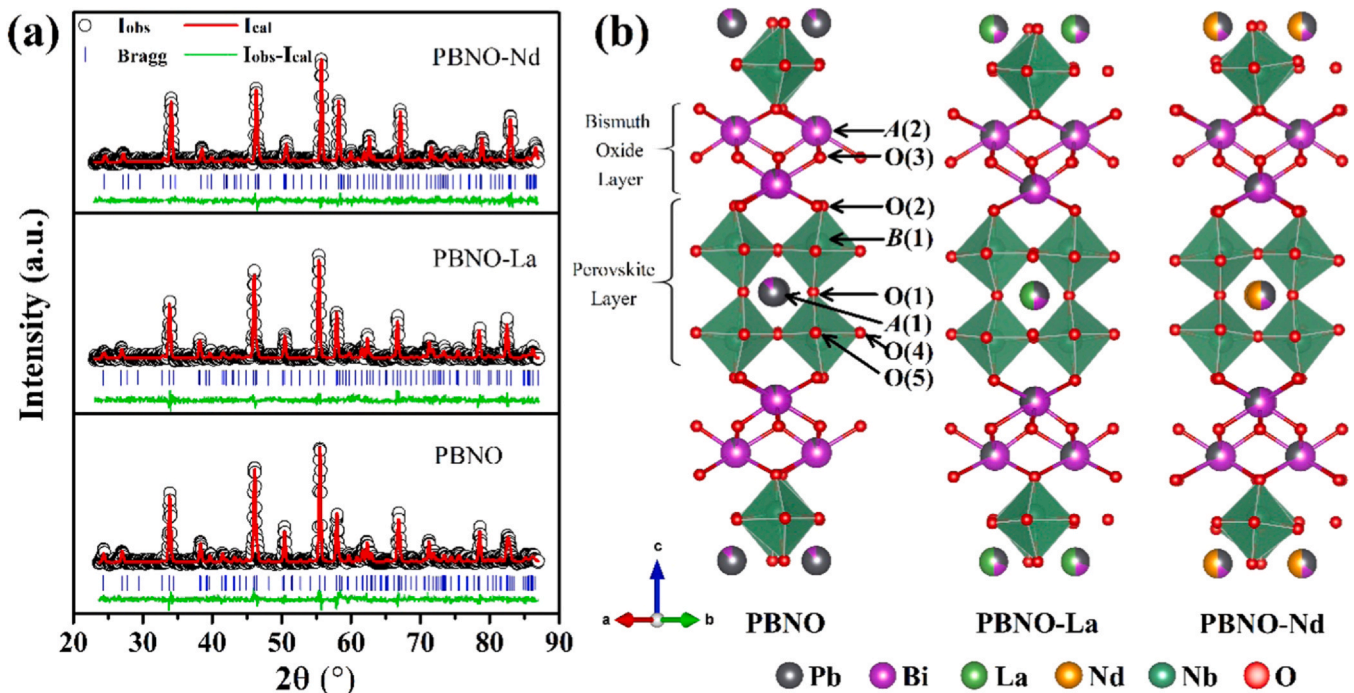 (a)
Iobs
Ical
Bragg
Iobs-Ical
PBNO-Nd
PBNO-La
PBNO
Intensity (a.u.)
20 30 40 50 60 70 80 90
2θ (°)
(b)
Bismuth
Oxide
Layer
Perovskite
Layer
A(2)
O(3)
O(2)
B(1)
O(1)
A(1)
O(4)
O(5)
c
a
b
PBNO
PBNO-La
PBNO-Nd
Pb Bi La Nd Nb O